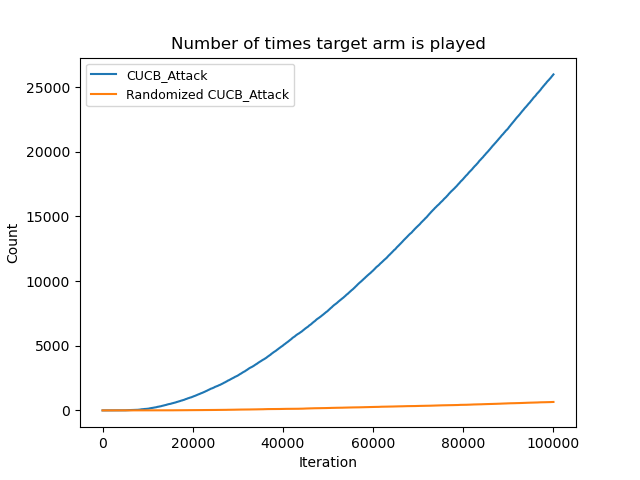 Number of times target arm is played
CUCB_Attack
Randomized CUCB_Attack
Count
25000
20000
15000
10000
5000
0
0 20000 40000 60000 80000 100000
Iteration